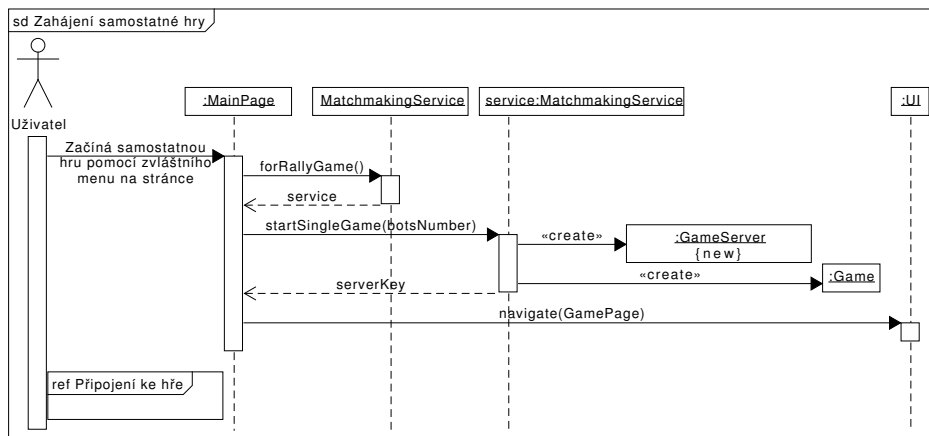 sd Zahájení samostatné hry
Uživatel
:MainPage
MatchmakingService
service:MatchmakingService
:UI
Začíná samostatnou
hru pomocí zvláštního
menu na stránce
forRallyGame()
service
startSingleGame(botsNumber)
«create»
:GameServer
{new}
«create»
:Game
serverKey
navigate(GamePage)
ref Připojení ke hře